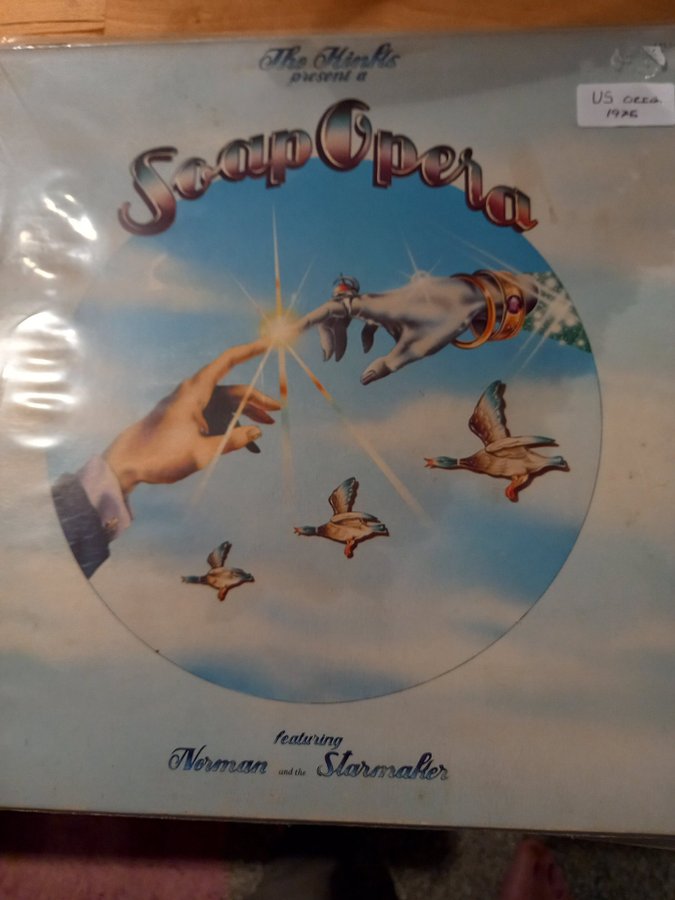 The Kinks
present a
Soap Opera
US ORIG.
1975
featuring
Norman and the Starmaker